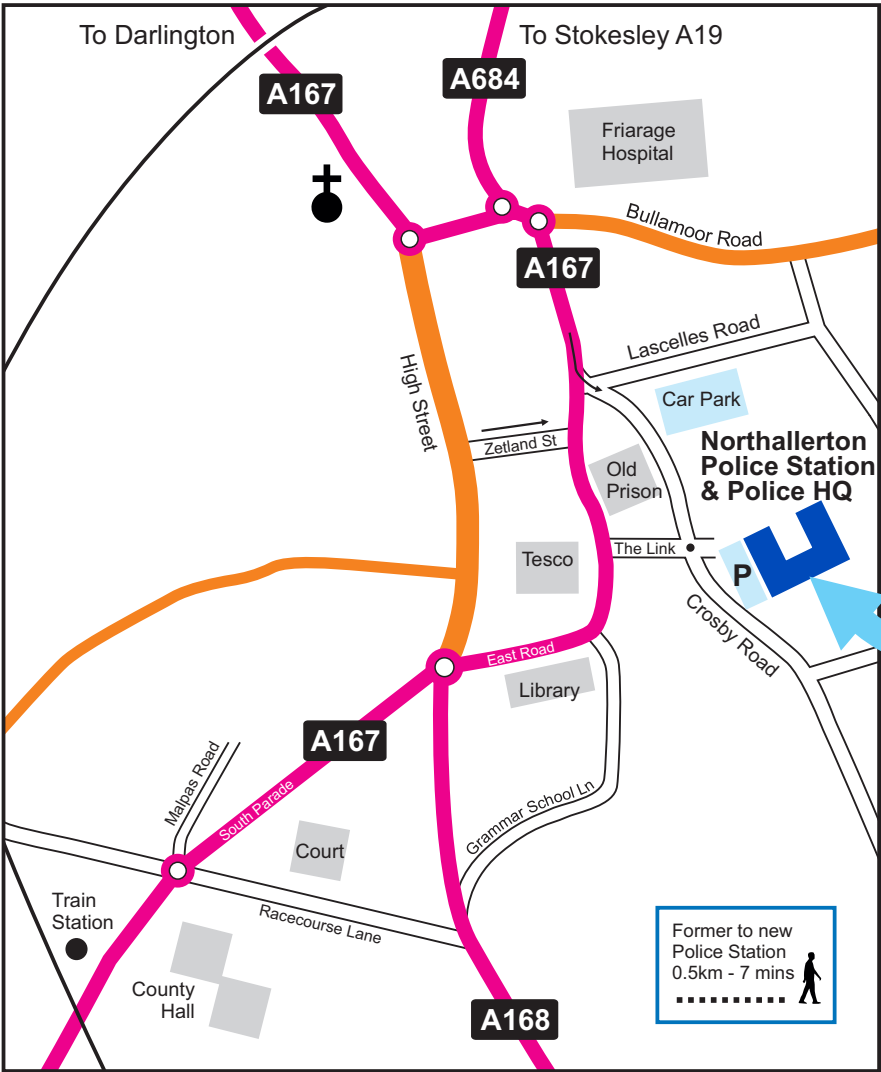 To Darlington
To Stokesley A19
A684
A167
Friarage
Hospital
Bullamoor Road
A167
Lascelles Road
High Street
Car Park
Zetland St
Northallerton
Police Station
& Police HQ
Old
Prison
The Link
Tesco
P
Crosby Road
East Road
Library
A167
Malpas Road
South Parade
Grammar School Ln
Court
Train
Station
Racecourse Lane
Former to new
Police Station
0.5km - 7 mins
County
Hall
A168